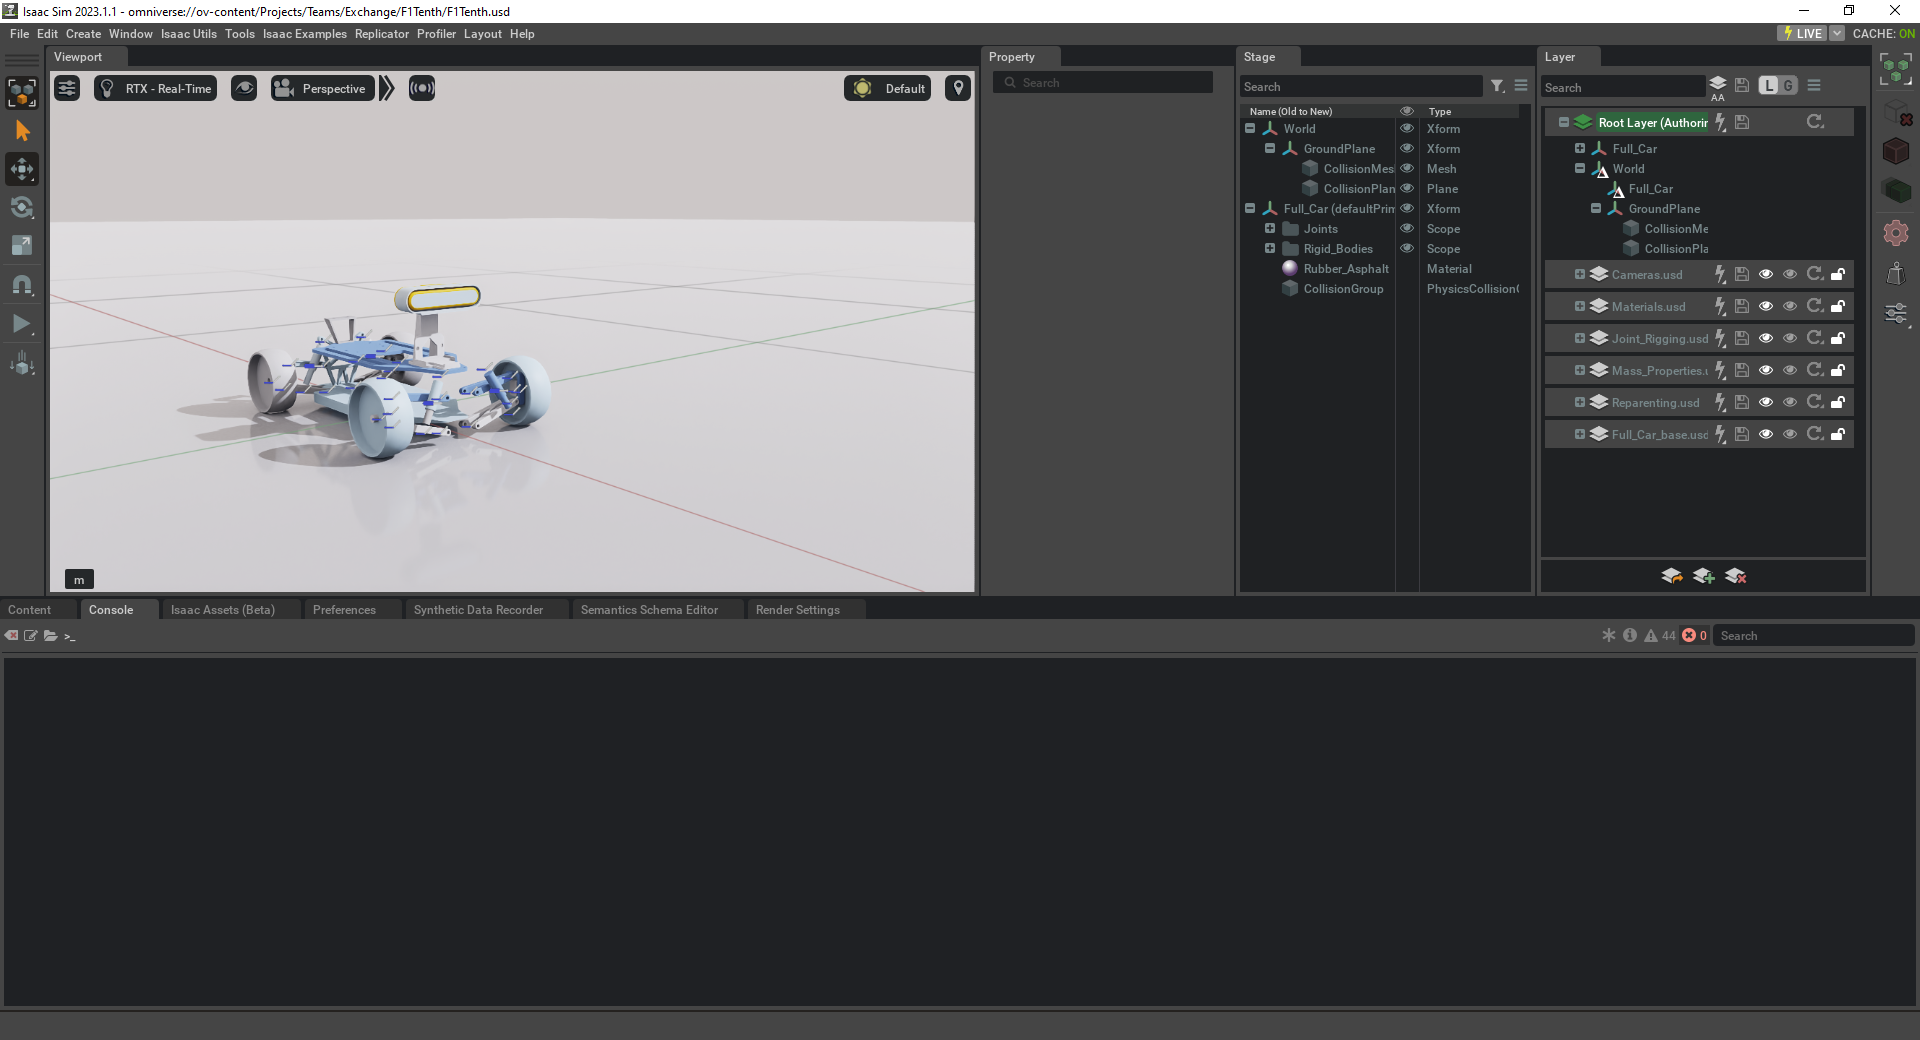 Isaac Sim 2023.1.1 - omniverse://ov-content/Projects/Teams/Exchange/F1Tenth/F1Tenth.usd
File Edit Create Window Isaac Utils Tools Isaac Examples Replicator Profiler Layout Help
LIVE CACHE: ON
Viewport
RTX - Real-Time
Perspective
Default
m
Property
Search
Stage
Search
Name (Old to New) Type
World Xform
GroundPlane Xform
CollisionMes Mesh
CollisionPlan Plane
Full_Car (defaultPrim Xform
Joints Scope
Rigid_Bodies Scope
Rubber_Asphalt Material
CollisionGroup PhysicsCollisionG
Layer
Search
AA
L G
Root Layer (Authorin
Full_Car
World
Full_Car
GroundPlane
CollisionMe
CollisionPla
Cameras.usd
Materials.usd
Joint_Rigging.usd
Mass_Properties.u
Reparenting.usd
Full_Car_base.usd
Content Console Isaac Assets (Beta) Preferences Synthetic Data Recorder Semantics Schema Editor Render Settings
>_ 44 0 Search